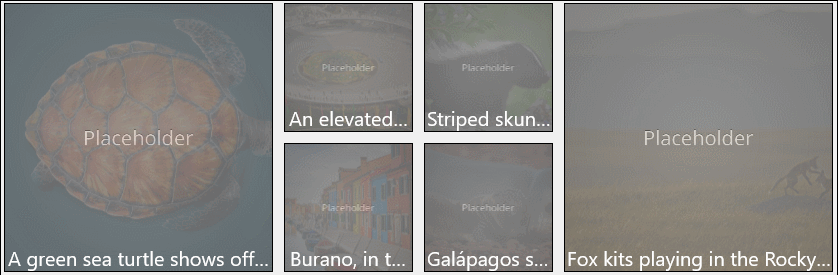 Placeholder
A green sea turtle shows off...
Placeholder
An elevated...
Placeholder
Striped skun...
Placeholder
Burano, in t...
Placeholder
Galápagos s...
Placeholder
Fox kits playing in the Rocky...